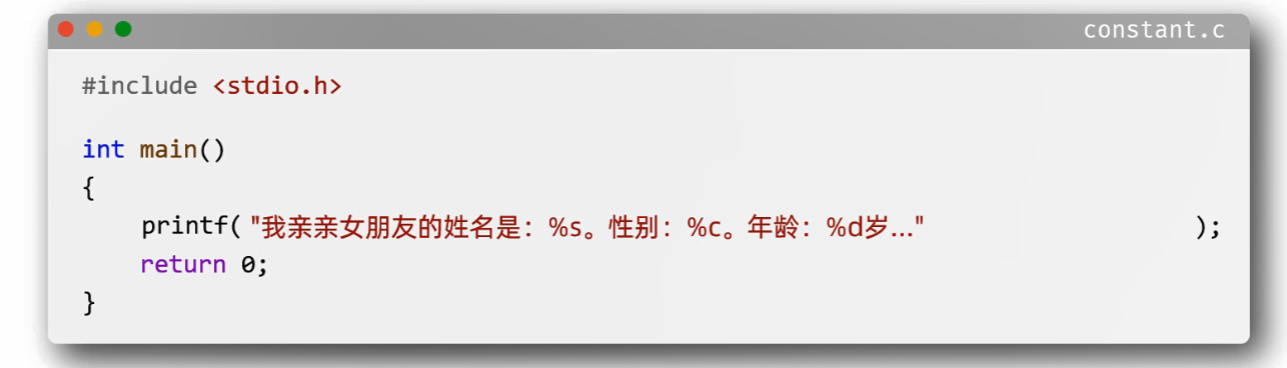 constant.c
#include <stdio.h>
int main()
{
printf( "我亲亲女朋友的姓名是：%s。性别：%c。年龄：%d岁..." );
return 0;
}